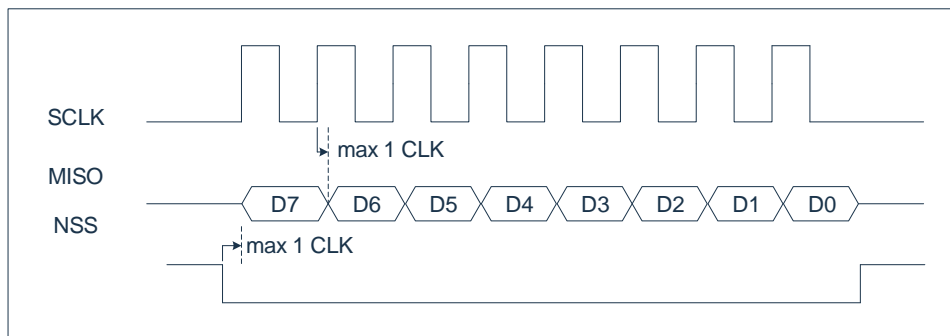 SCLK
max 1 CLK
MISO
D7 D6 D5 D4 D3 D2 D1 D0
NSS
max 1 CLK